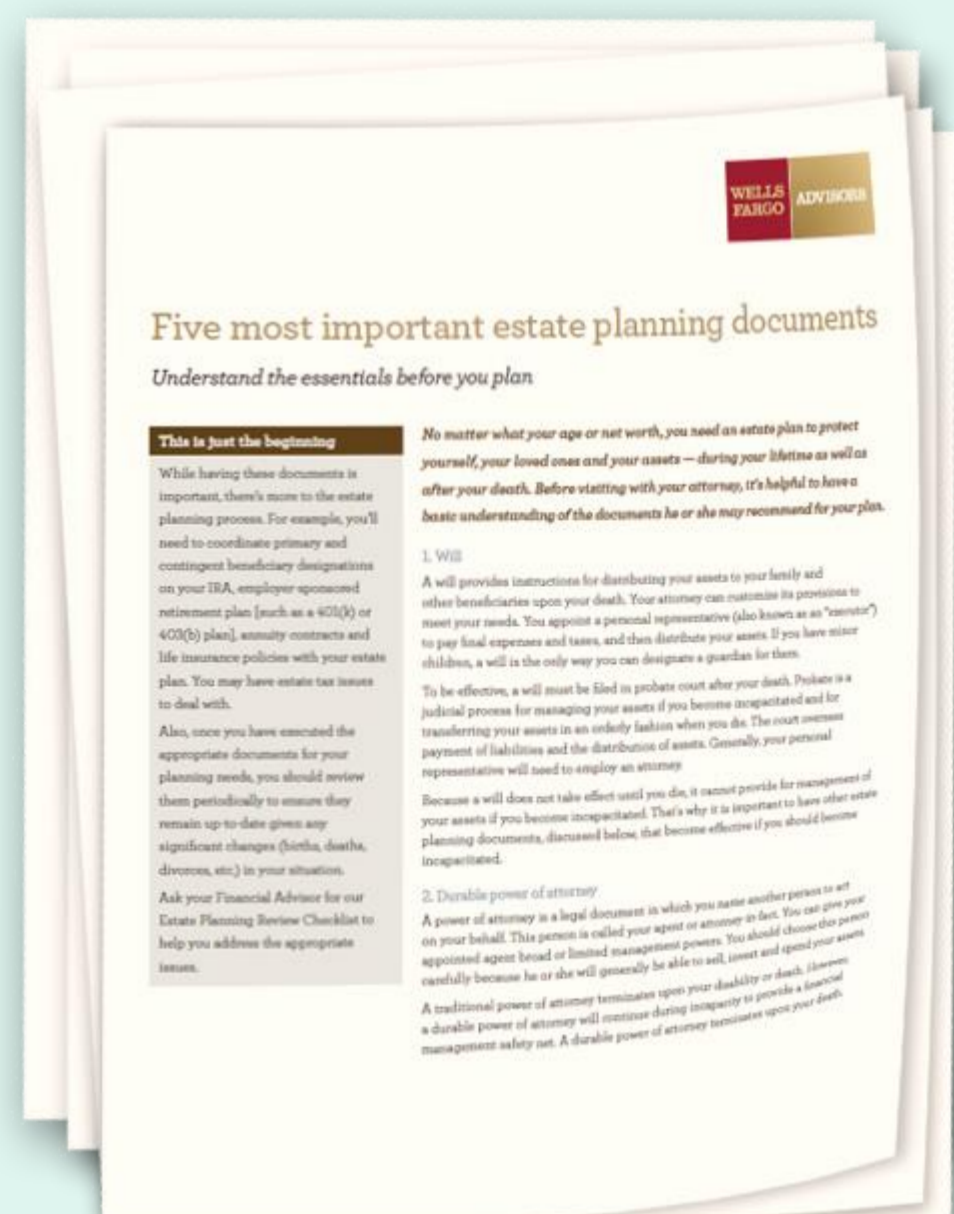 WELLS
FARGO
ADVISORS
Five most important estate planning documents
Understand the essentials before you plan
This is just the beginning
While having these documents is
important, there's more to the estate
planning process. For example, you'll
need to coordinate primary and
contingent beneficiary designations
on your IRA, employer sponsored
retirement plan [such as a 401(k) or
403(b) plan], annuity contracts and
life insurance policies with your estate
plan. You may have estate tax issues
to deal with.
Also, once you have executed the
appropriate documents for your
planning needs, you should review
them periodically to ensure they
remain up-to-date given any
significant changes (births, deaths,
divorces, etc.) in your situation.
Ask your Financial Advisor for our
Estate Planning Review Checklist to
help you address the appropriate
issues.
No matter what your age or net worth, you need an estate plan to protect
yourself, your loved ones and your assets — during your lifetime as well as
after your death. Before visiting with your attorney, it's helpful to have a
basic understanding of the documents he or she may recommend for your plan.
1. Will
A will provides instructions for distributing your assets to your family and
other beneficiaries upon your death. Your attorney can customize its provisions to
meet your needs. You appoint a personal representative (also known as an "executor")
to pay final expenses and taxes, and then distribute your assets. If you have minor
children, a will is the only way you can designate a guardian for them.
To be effective, a will must be filed in probate court after your death. Probate is a
judicial process for managing your assets if you become incapacitated and for
transferring your assets in an orderly fashion when you die. The court oversees
payment of liabilities and the distribution of assets. Generally, your personal
representative will need to employ an attorney.
Because a will does not take effect until you die, it cannot provide for management of
your assets if you become incapacitated. That's why it is important to have other estate
planning documents, discussed below, that become effective if you should become
incapacitated.
2. Durable power of attorney
A power of attorney is a legal document in which you name another person to act
on your behalf. This person is called your agent or attorney-in-fact. You can give your
appointed agent broad or limited management powers. You should choose this person
carefully because he or she will generally be able to sell, invest and spend your assets.
A traditional power of attorney terminates upon your disability or death. However,
a durable power of attorney will continue during incapacity to provide a financial
management safety net. A durable power of attorney terminates upon your death.